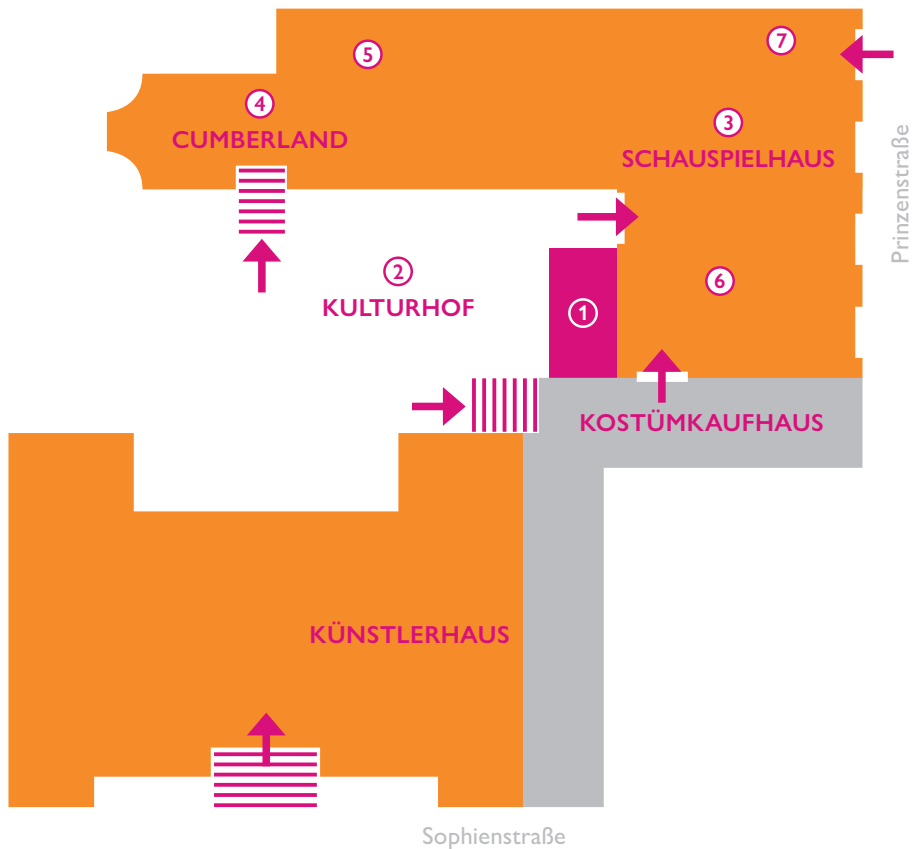 5
7
4
CUMBERLAND
3
SCHAUSPIELHAUS
Prinzenstraße
2
KULTURHOF
6
1
KOSTÜMKAUFHAUS
KÜNSTLERHAUS
Sophienstraße